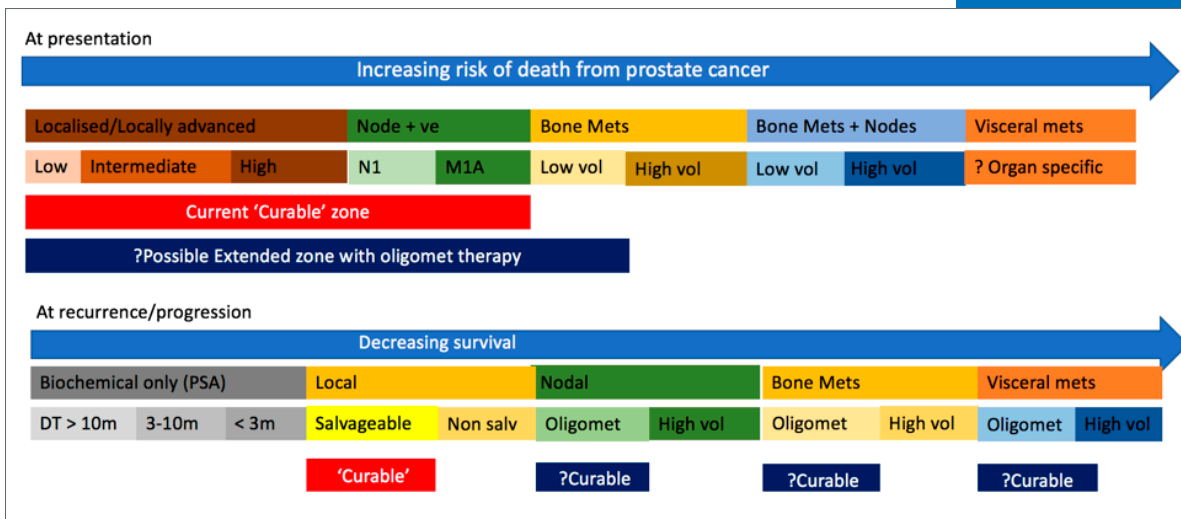 At presentation
Increasing risk of death from prostate cancer
Localised/Locally advanced Node + ve Bone Mets Bone Mets + Nodes Visceral mets
Low Intermediate High N1 M1A Low vol High vol Low vol High vol ? Organ specific
Current ‘Curable’ zone
?Possible Extended zone with oligomet therapy
At recurrence/progression
Decreasing survival
Biochemical only (PSA) Local Nodal Bone Mets Visceral mets
DT > 10m 3-10m < 3m Salvageable Non salv Oligomet High vol Oligomet High vol Oligomet High vol
‘Curable’ ?Curable ?Curable ?Curable